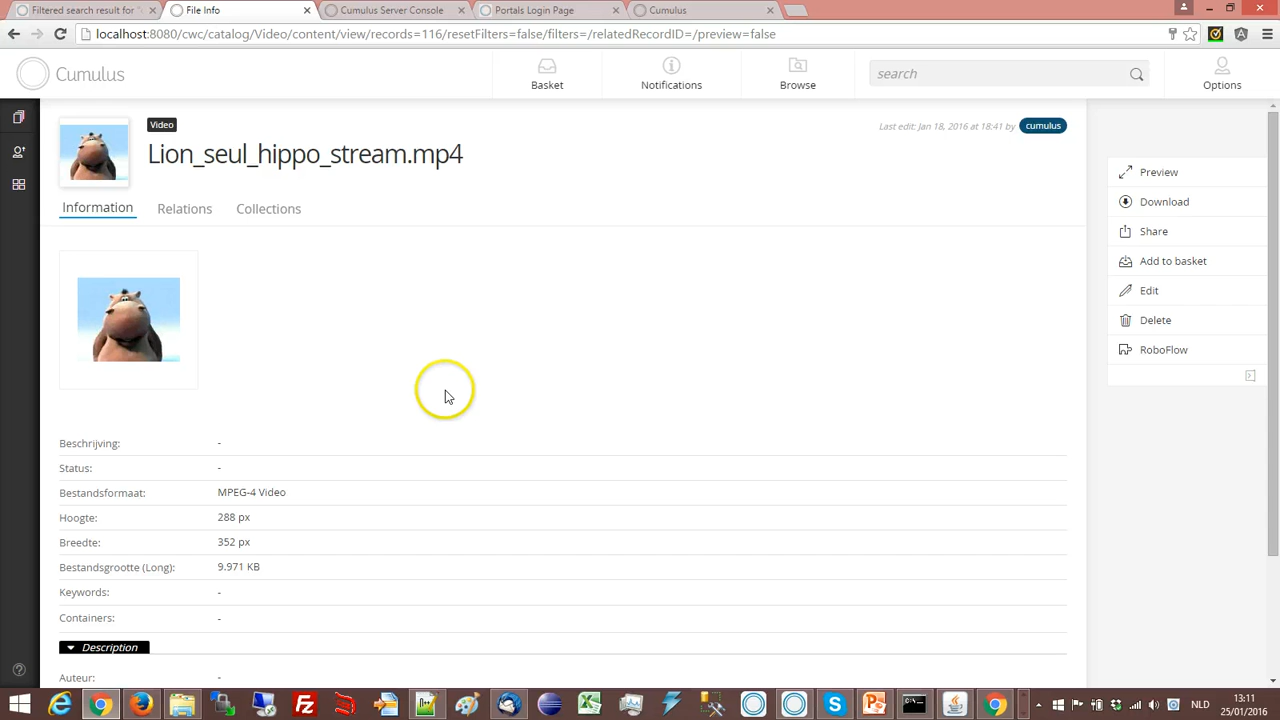 Filtered search result for "
File Info
Cumulus Server Console
Portals Login Page
Cumulus
localhost:8080/cwc/catalog/Video/content/view/records=116/resetFilters=false/filters=/relatedRecordID=/preview=false
Cumulus
Basket
Notifications
Browse
search
Options
Video
Last edit: Jan 18, 2016 at 18:41 by cumulus
Lion_seul_hippo_stream.mp4
Information Relations Collections
Preview
Download
Share
Add to basket
Edit
Delete
RoboFlow
Beschrijving: -
Status: -
Bestandsformaat: MPEG-4 Video
Hoogte: 288 px
Breedte: 352 px
Bestandsgrootte (Long): 9.971 KB
Keywords: -
Containers: -
Description
Auteur: -
NLD
13:11
25/01/2016